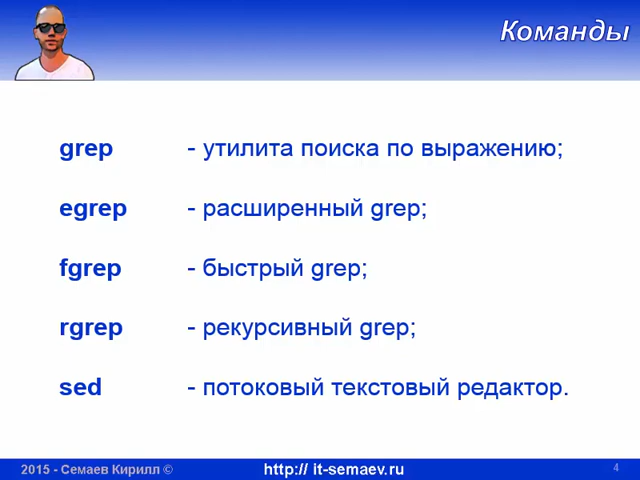 Команды
grep - утилита поиска по выражению;
egrep - расширенный grep;
fgrep - быстрый grep;
rgrep - рекурсивный grep;
sed - потоковый текстовый редактор.
2015 - Семаев Кирилл © http:// it-semaev.ru 4